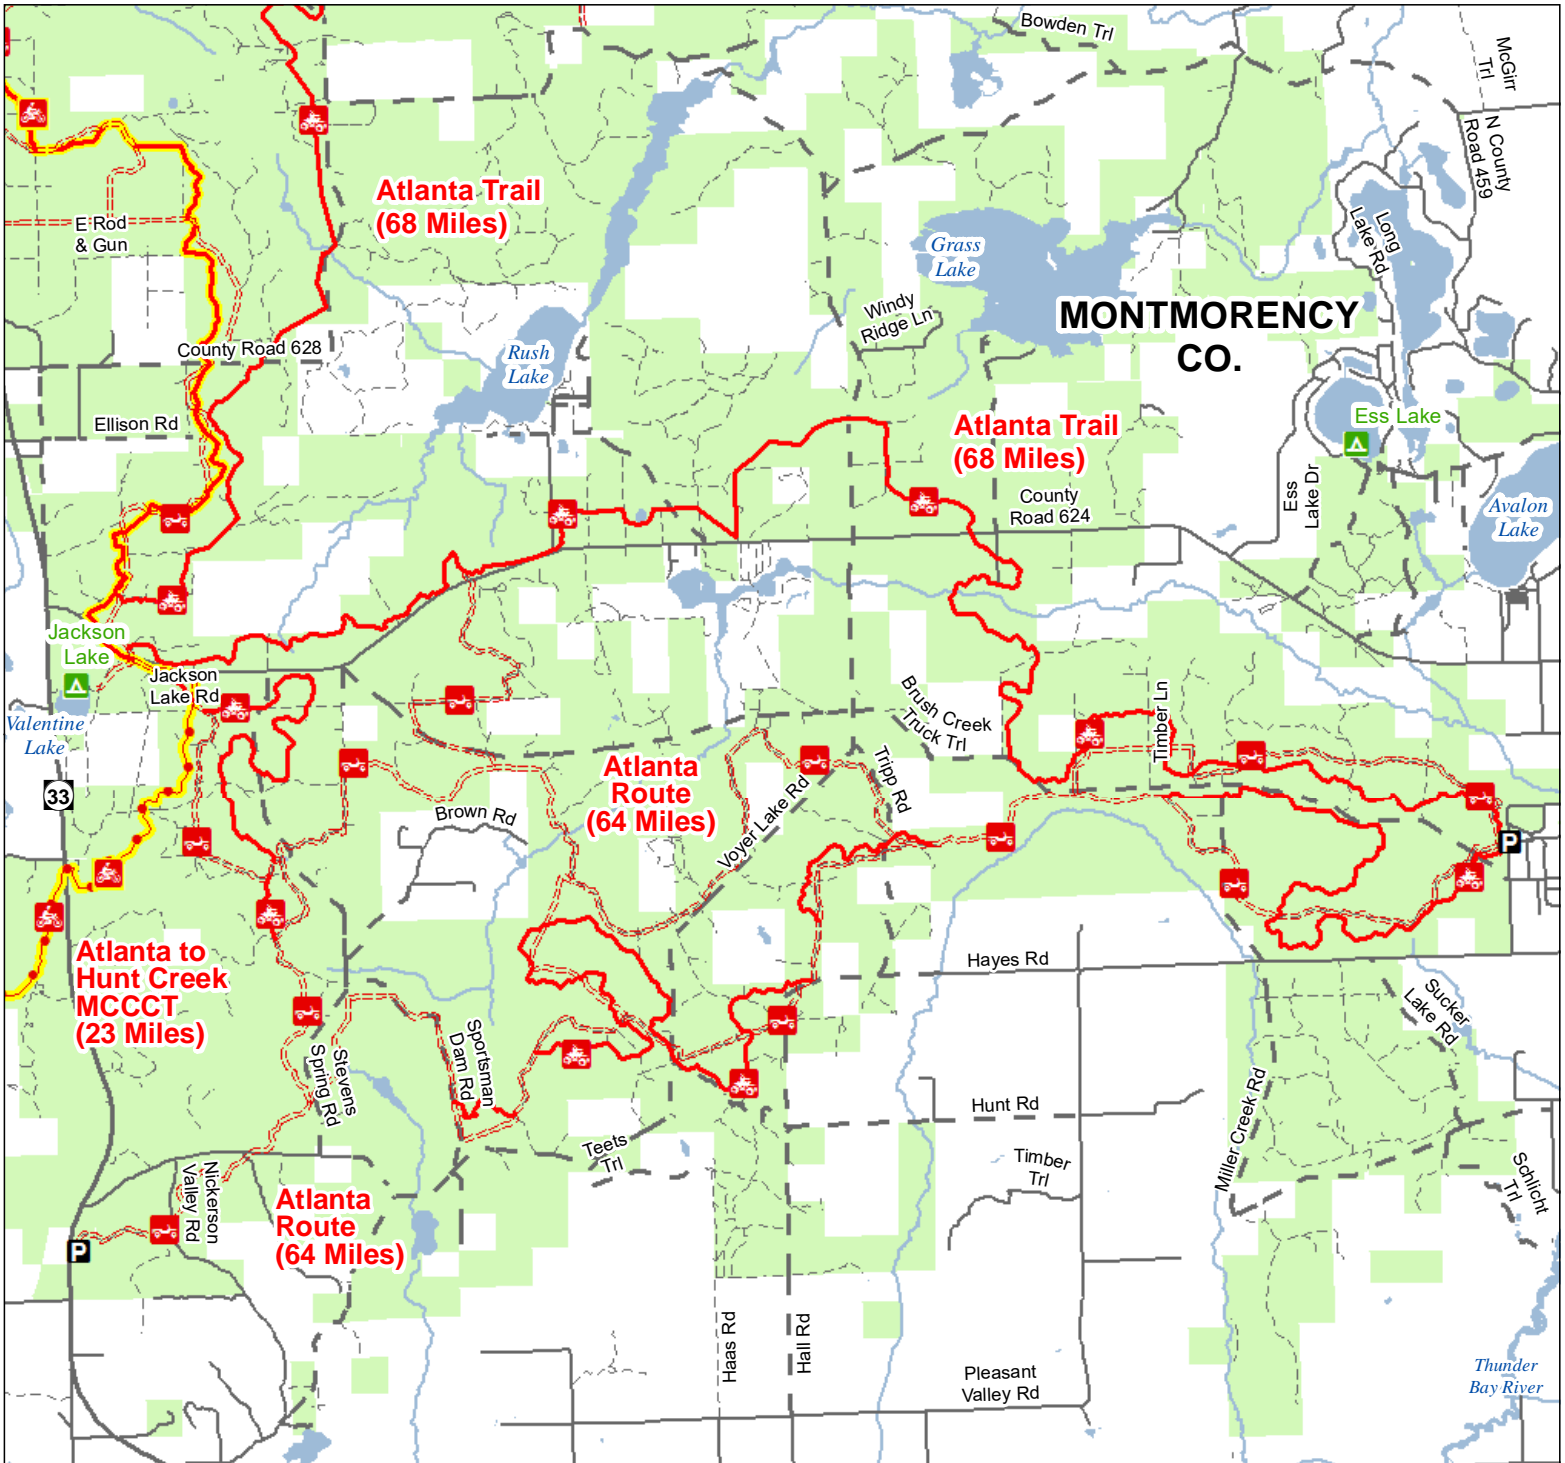 Bowden Trl
McGirr
Trl
N County
Road 459
Atlanta Trail
(68 Miles)
E Rod
& Gun
Grass
Lake
Long
Lake Rd
Windy
Ridge Ln
MONTMORENCY
CO.
County Road 628
Rush
Lake
Ellison Rd
Atlanta Trail
(68 Miles)
Ess Lake
Ess
Lake Dr
County
Road 624
Avalon
Lake
Jackson
Lake
Jackson
Lake Rd
Valentine
Lake
Brush Creek
Truck Trl
Timber Ln
33
Atlanta
Route
(64 Miles)
Tripp Rd
Voyer Lake Rd
Brown Rd
P
Atlanta to
Hunt Creek
MCCCT
(23 Miles)
Hayes Rd
Sucker
Lake Rd
Stevens
Spring Rd
Sportsman
Dam Rd
Hunt Rd
Miller Creek Rd
Teets
Trl
Timber
Trl
Schlicht
Trl
Nickerson
Valley Rd
Atlanta
Route
(64 Miles)
P
Haas Rd
Hall Rd
Pleasant
Valley Rd
Thunder
Bay River